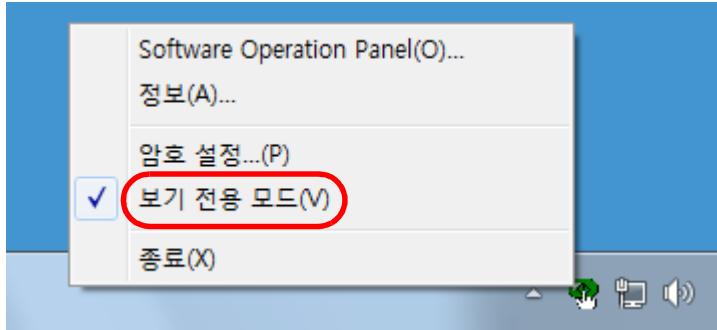 Software Operation Panel(O)...
정보(A)...
암호 설정...(P)
보기 전용 모드(V)
종료(X)